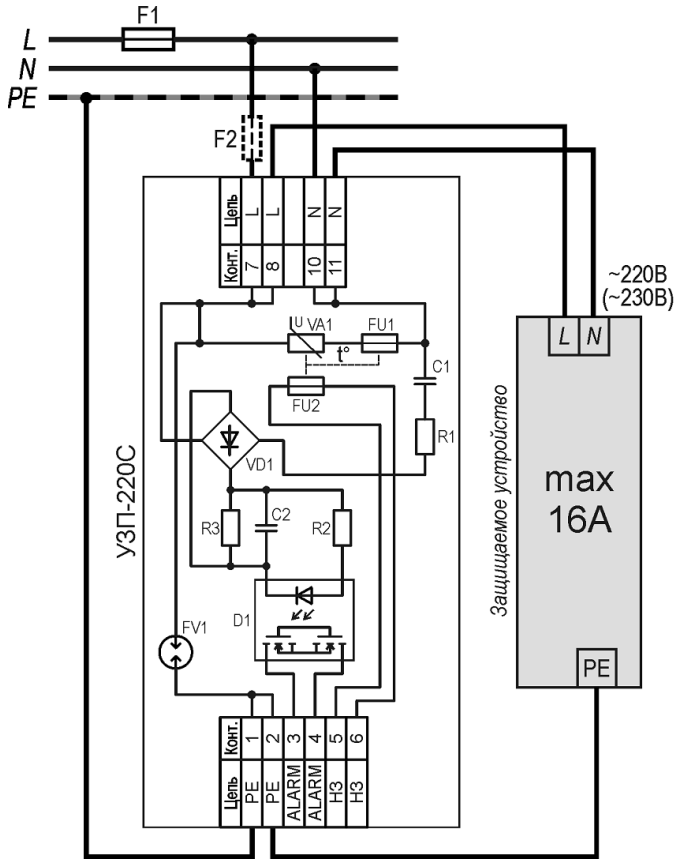 F1
L
N
PE
F2
Цепь L L N N
Конт. 7 8 10 11
~220В
(~230В)
U VA1 FU1
t°
FU2
C1
R1
VD1
R3 C2 R2
D1
FV1
УЗП-220С
L N
Защищаемое устройство
max
16A
PE
Конт. 1 2 3 4 5 6
Цепь PE PE ALARM ALARM НЗ НЗ